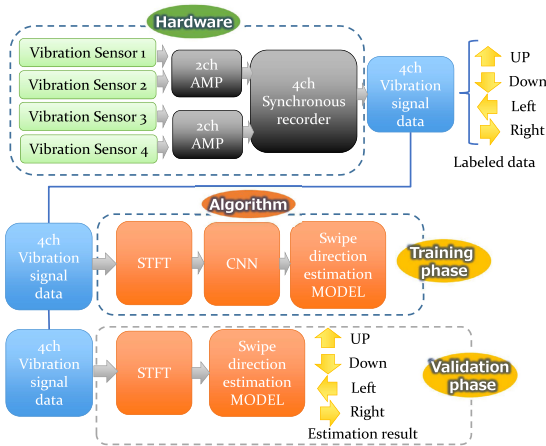 Hardware
Vibration Sensor 1
Vibration Sensor 2
Vibration Sensor 3
Vibration Sensor 4
2ch
AMP
2ch
AMP
4ch
Synchronous
recorder
4ch
Vibration
signal
data
UP
Down
Left
Right
Labeled data
Algorithm
4ch
Vibration
signal
data
STFT
CNN
Swipe
direction
estimation
MODEL
Training
phase
4ch
Vibration
signal
data
STFT
Swipe
direction
estimation
MODEL
UP
Down
Left
Right
Estimation result
Validation
phase